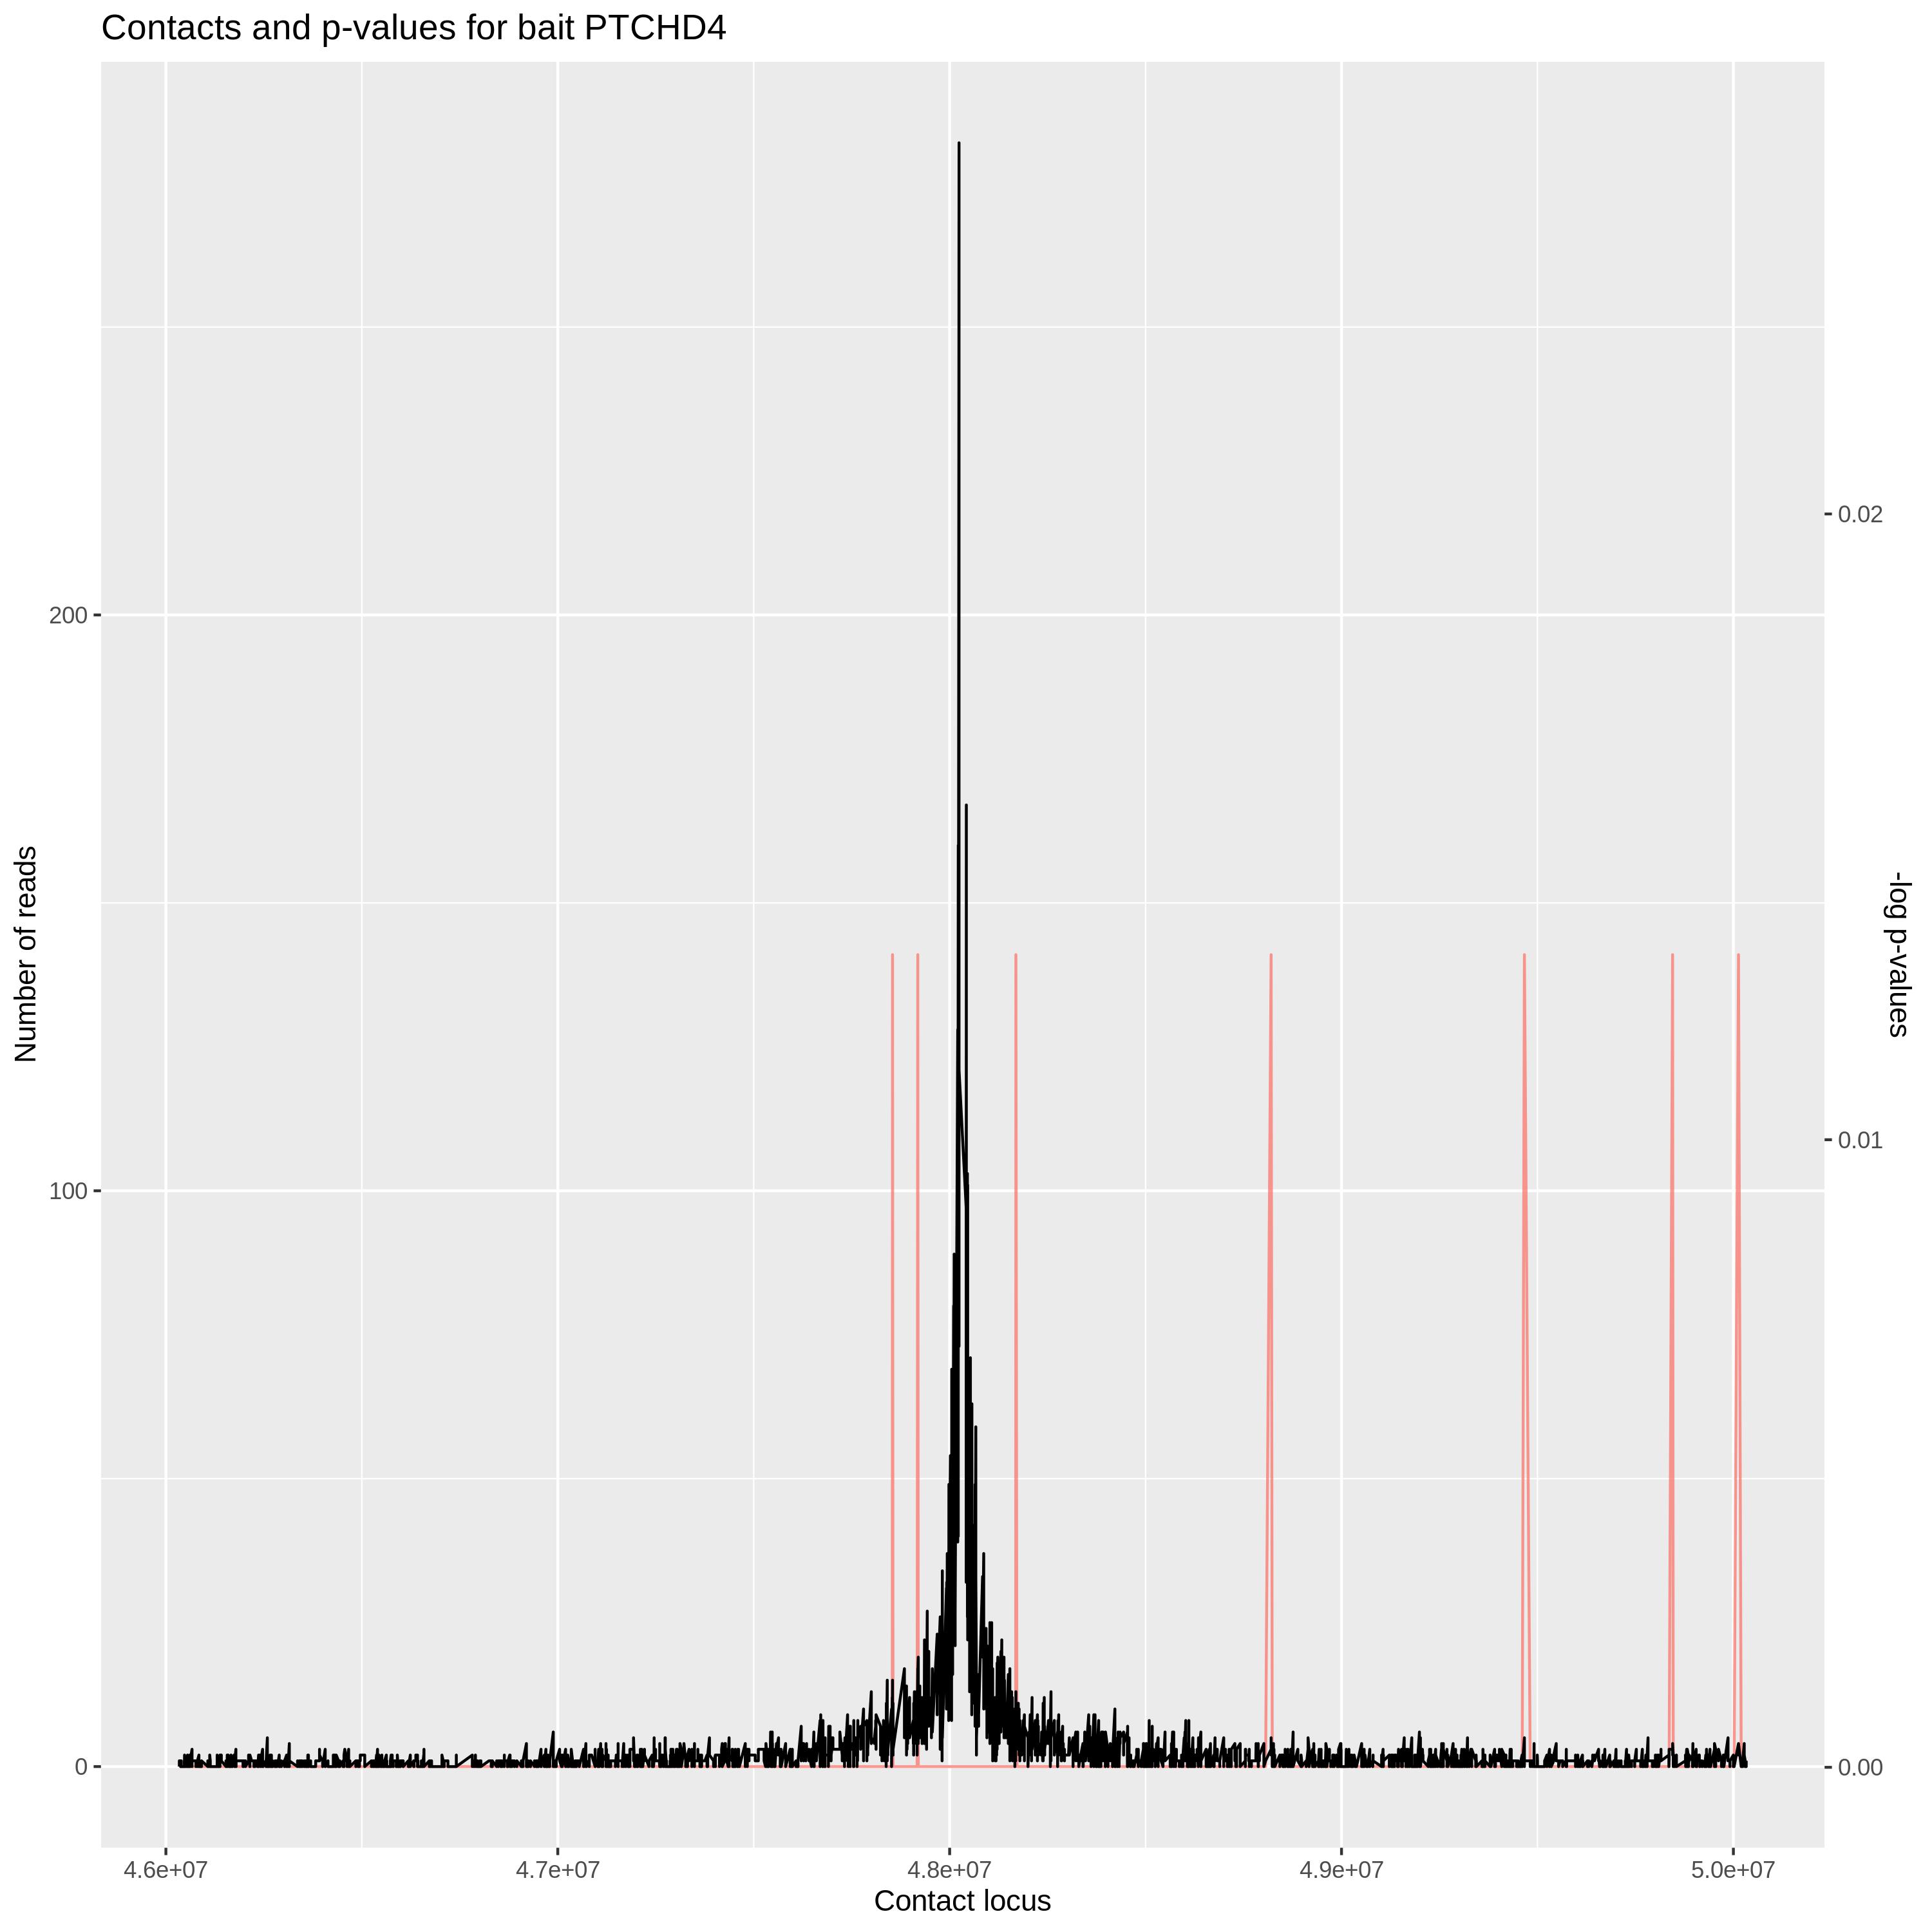 Contacts and p-values for bait PTCHD4
Number of reads
200
100
0
0.02
0.01
0.00
-log p-values
4.6e+07
4.7e+07
4.8e+07
4.9e+07
5.0e+07
Contact locus